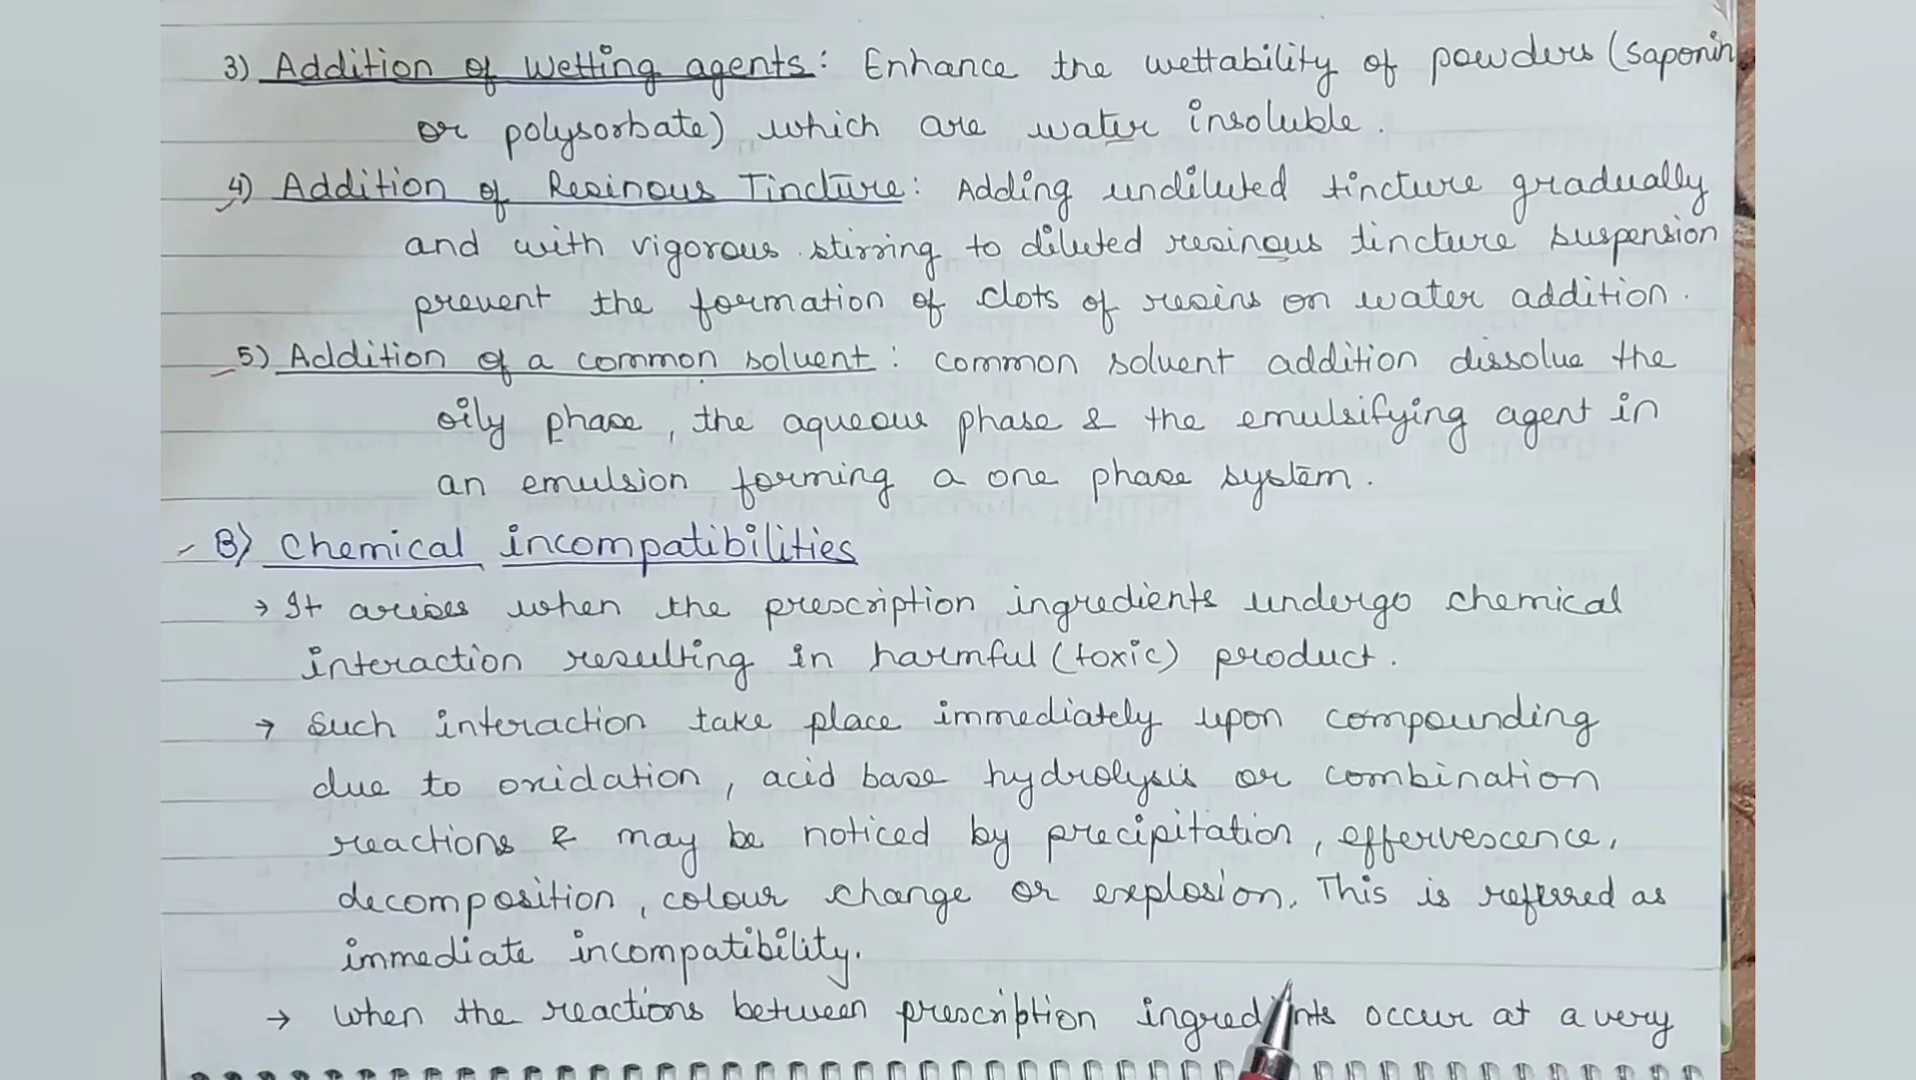 3) Addition of Wetting agents : Enhance the wettability of powders (saponin
or polysorbate) which are water insoluble.
4) Addition of Resinous Tincture : Adding undiluted tincture gradually
and with vigorous stirring to diluted resinous tincture suspension
prevent the formation of clots of resins on water addition.
5) Addition of a common solvent : common solvent addition dissolve the
oily phase, the aqueous phase & the emulsifying agent in
an emulsion forming a one phase system.
B) Chemical incompatibilities
→ It arises when the prescription ingredients undergo chemical
interaction resulting in harmful (toxic) product.
→ Such interaction take place immediately upon compounding
due to oxidation, acid base hydrolysis or combination
reactions & may be noticed by precipitation, effervescence,
decomposition, colour change or explosion. This is referred as
immediate incompatibility.
→ When the reactions between prescription ingredients occur at a very